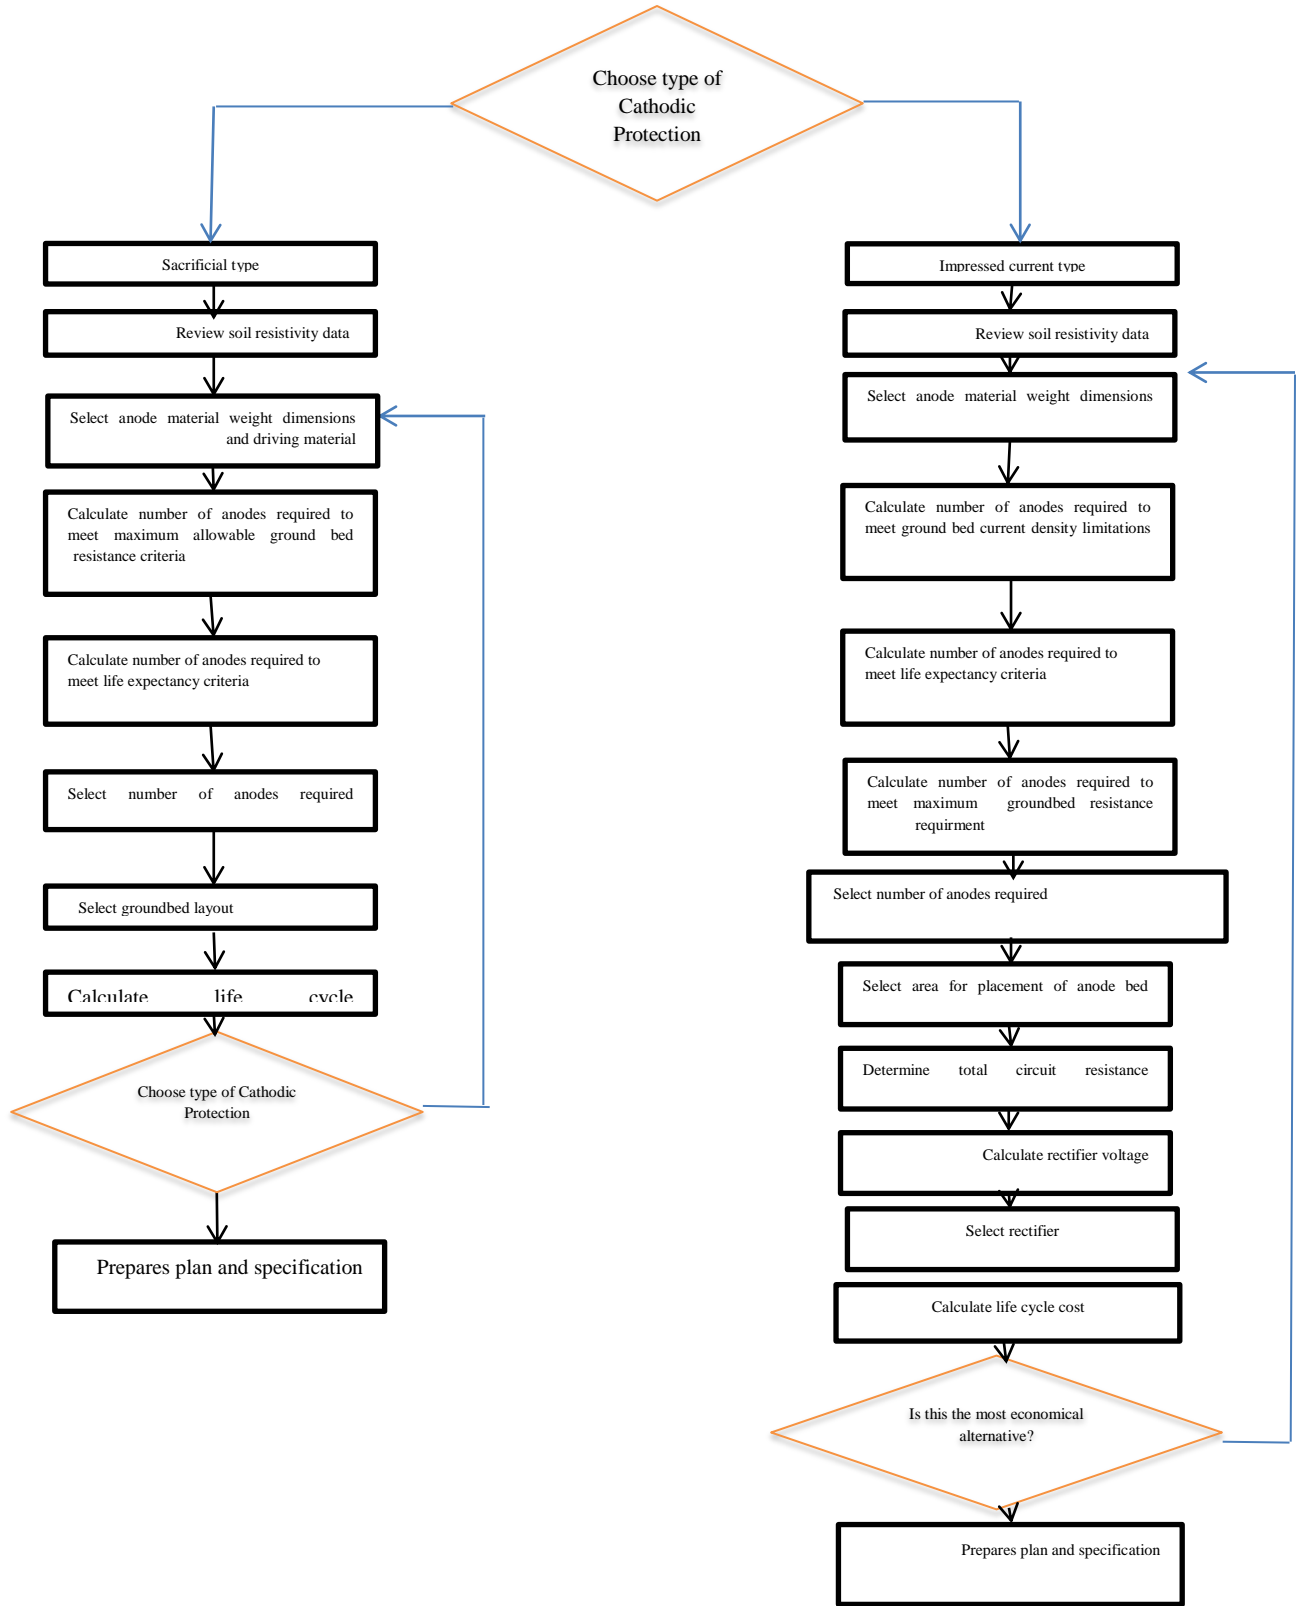 Choose type of
Cathodic
Protection
Sacrificial type
Review soil resistivity data
Select anode material weight dimensions
and driving material
Calculate number of anodes required to
meet maximum allowable ground bed
resistance criteria
Calculate number of anodes required to
meet life expectancy criteria
Select number of anodes required
Select groundbed layout
Calculate life cycle
Choose type of Cathodic
Protection
Prepares plan and specification
Impressed current type
Review soil resistivity data
Select anode material weight dimensions
Calculate number of anodes required to
meet ground bed current density limitations
Calculate number of anodes required to
meet life expectancy criteria
Calculate number of anodes required to
meet maximum groundbed resistance
requirment
Select number of anodes required
Select area for placement of anode bed
Determine total circuit resistance
Calculate rectifier voltage
Select rectifier
Calculate life cycle cost
Is this the most economical
alternative?
Prepares plan and specification